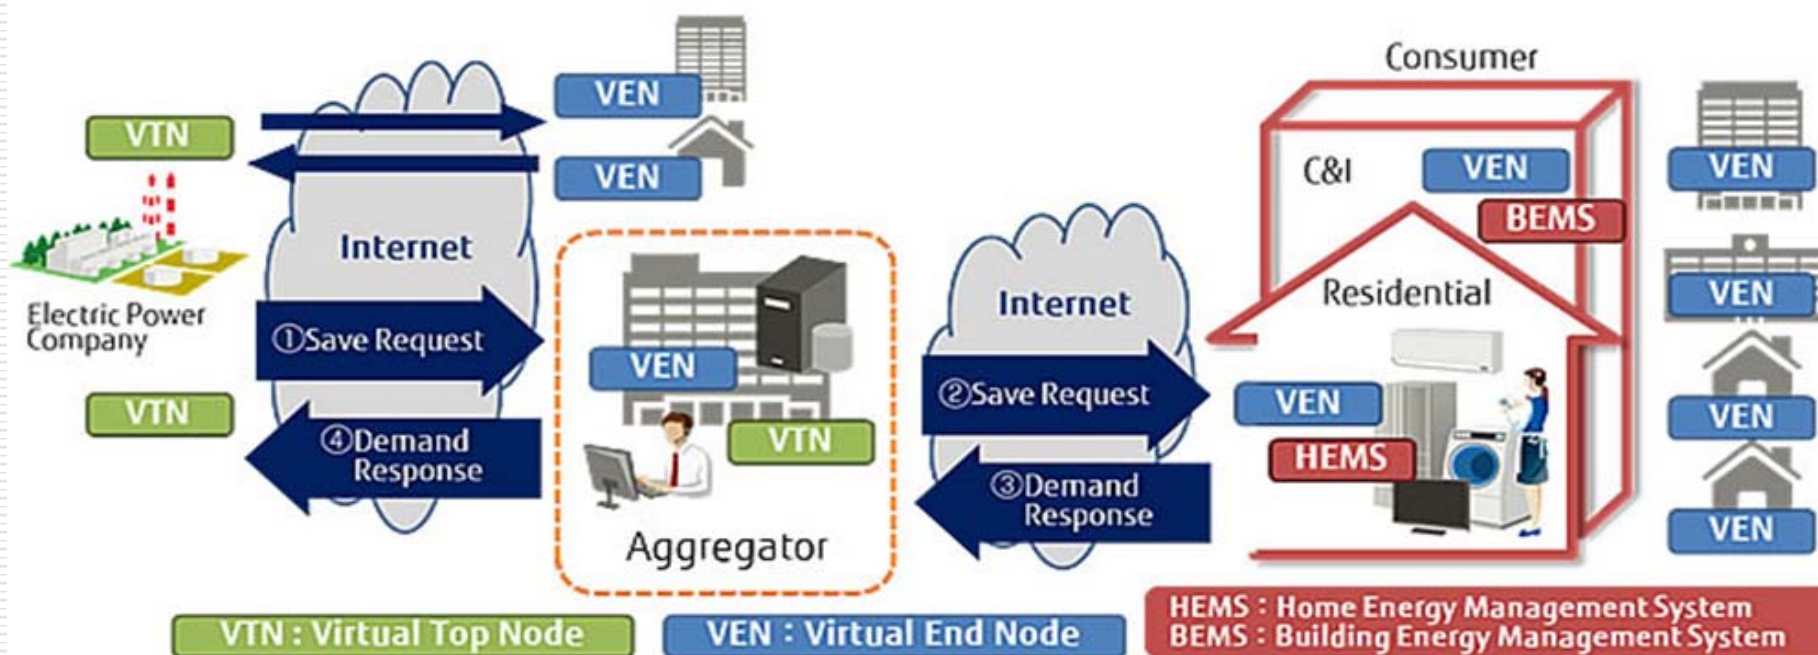 VTN
VEN
VEN
Internet
Electric Power
Company
①Save Request
VTN
④Demand
Response
VEN
VTN
Aggregator
Internet
②Save Request
③Demand
Response
Consumer
C&I
VEN
BEMS
Residential
VEN
HEMS
VEN
VEN
VEN
VEN
VTN : Virtual Top Node
VEN : Virtual End Node
HEMS : Home Energy Management System
BEMS : Building Energy Management System